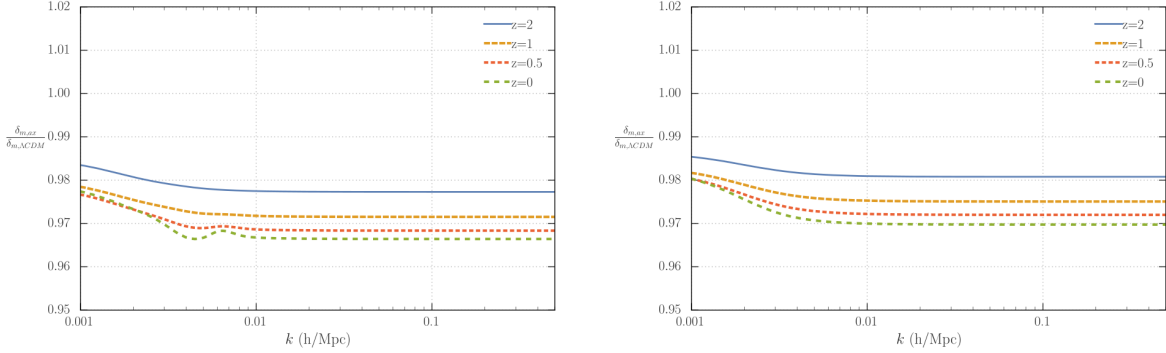 1.02
1.01
1.00
0.99
0.98
0.97
0.96
0.95
δm,ax
δm,ΛCDM
z=2
z=1
z=0.5
z=0
0.001
0.01
0.1
k (h/Mpc)
1.02
1.01
1.00
0.99
0.98
0.97
0.96
0.95
δm,ax
δm,ΛCDM
z=2
z=1
z=0.5
z=0
0.001
0.01
0.1
k (h/Mpc)